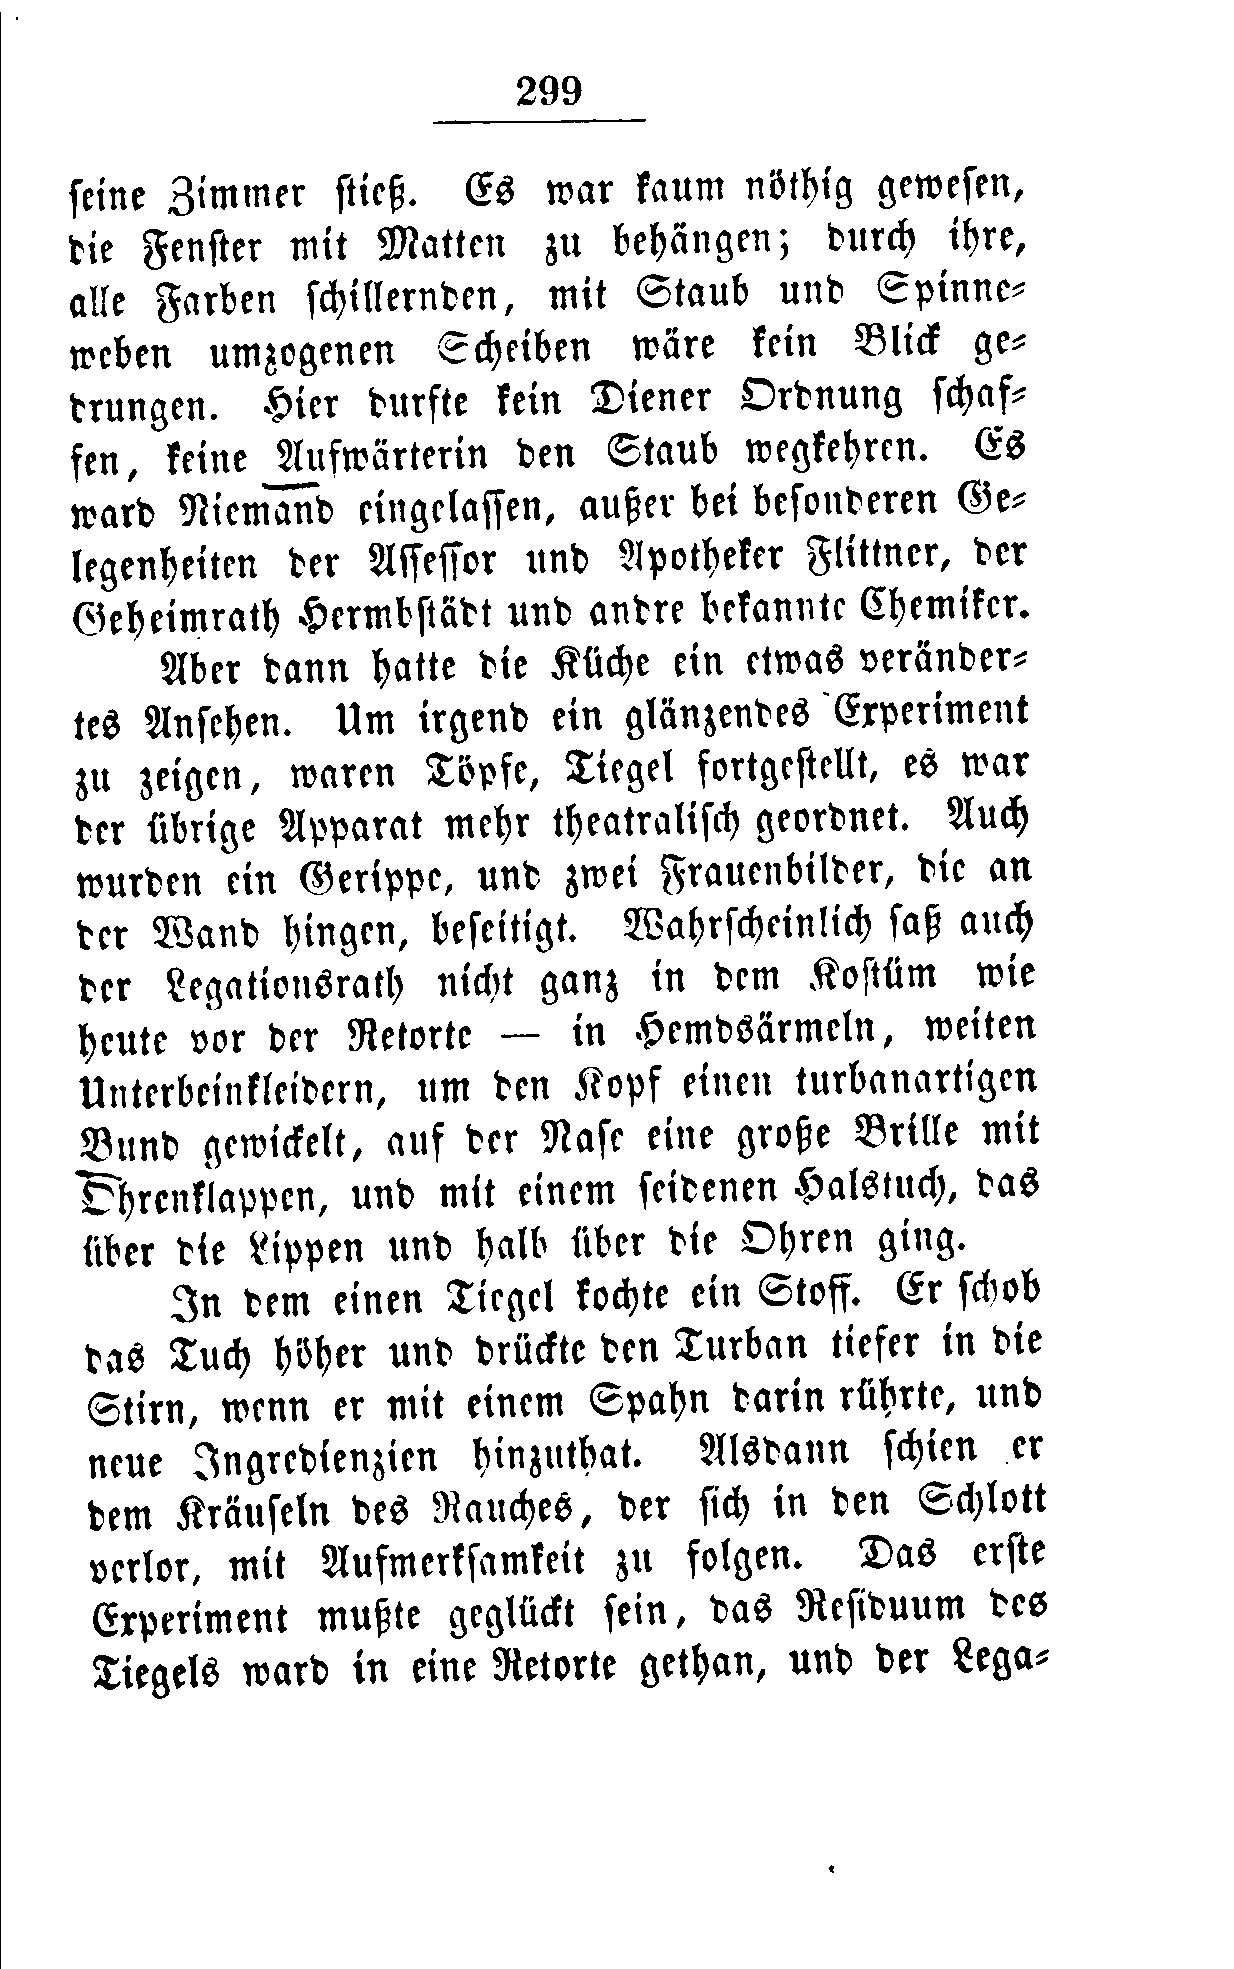 299
seine Zimmer stieß. Es war kaum nöthig gewesen,
die Fenster mit Matten zu behängen; durch ihre,
alle Farben schillernden, mit Staub und Spinne-
weben umzogenen Scheiben wäre kein Blick ge-
drungen. Hier durfte kein Diener Ordnung schaf-
fen, keine Aufwärterin den Staub wegkehren. Es
ward Niemand eingelassen, außer bei besonderen Ge-
legenheiten der Assessor und Apotheker Flittner, der
Geheimrath Hermbstädt und andre bekannte Chemiker.
Aber dann hatte die Küche ein etwas veränder-
tes Ansehen. Um irgend ein glänzendes Experiment
zu zeigen, waren Töpfe, Tiegel fortgestellt, es war
der übrige Apparat mehr theatralisch geordnet. Auch
wurden ein Gerippe, und zwei Frauenbilder, die an
der Wand hingen, beseitigt. Wahrscheinlich saß auch
der Legationsrath nicht ganz in dem Kostüm wie
heute vor der Retorte — in Hemdsärmeln, weiten
Unterbeinkleidern, um den Kopf einen turbanartigen
Bund gewickelt, auf der Nase eine große Brille mit
Ohrenklappen, und mit einem seidenen Halstuch, das
über die Lippen und halb über die Ohren ging.
In dem einen Tiegel kochte ein Stoff. Er schob
das Tuch höher und drückte den Turban tiefer in die
Stirn, wenn er mit einem Spahn darin rührte, und
neue Ingredienzien hinzuthat. Alsdann schien er
dem Kräuseln des Rauches, der sich in den Schlott
verlor, mit Aufmerksamkeit zu folgen. Das erste
Experiment mußte geglückt sein, das Residuum des
Tiegels ward in eine Retorte gethan, und der Lega-